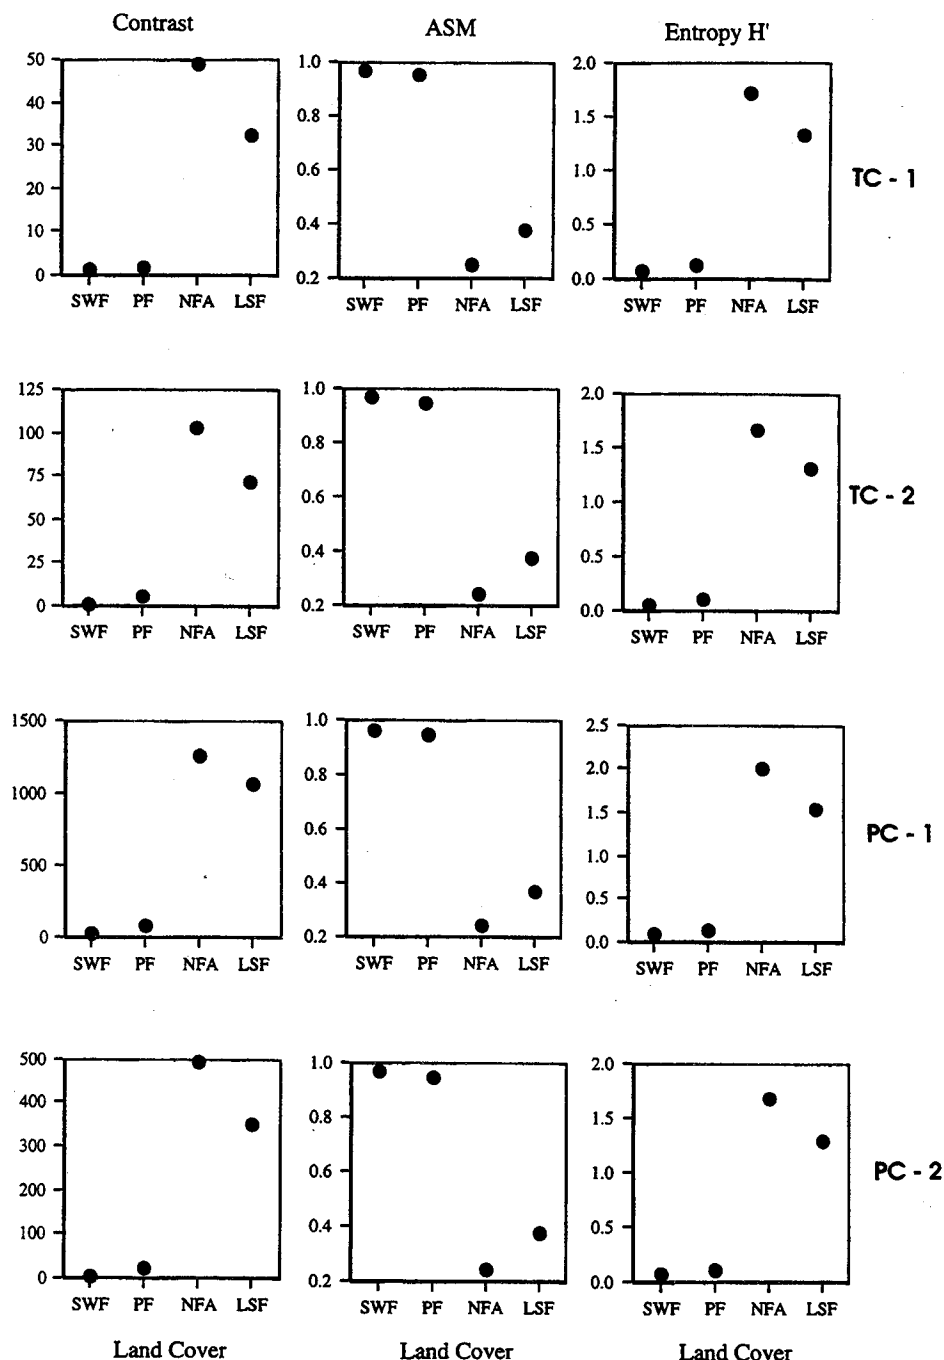 Contrast ASM Entropy H'
50 1.0 2.0
40 0.8 1.5
30 0.6 1.0 TC - 1
20 0.4 0.5
10 0.2 0.0
0
SWF PF NFA LSF SWF PF NFA LSF SWF PF NFA LSF
125 1.0 2.0
100 0.8 1.5
75 0.6 1.0 TC - 2
50 0.4 0.5
25 0.2 0.0
0
SWF PF NFA LSF SWF PF NFA LSF SWF PF NFA LSF
1500 1.0 2.5
1000 0.8 2.0
500 0.6 1.5 PC - 1
0 0.4 1.0
0.2 0.5
0.0
SWF PF NFA LSF SWF PF NFA LSF SWF PF NFA LSF
500 1.0 2.0
400 0.8 1.5
300 0.6 1.0 PC - 2
200 0.4 0.5
100 0.2 0.0
0
SWF PF NFA LSF SWF PF NFA LSF SWF PF NFA LSF
Land Cover Land Cover Land Cover